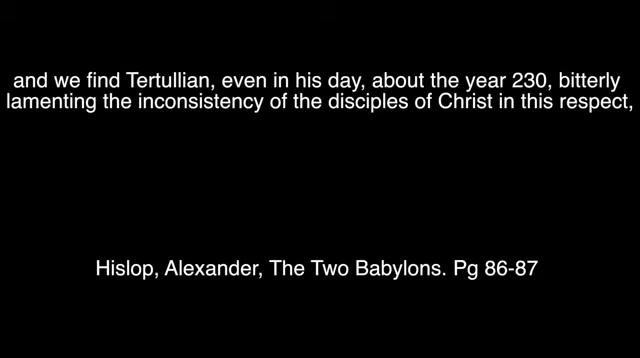 and we find Tertullian, even in his day, about the year 230, bitterly
lamenting the inconsistency of the disciples of Christ in this respect,
Hislop, Alexander, The Two Babylons. Pg 86-87